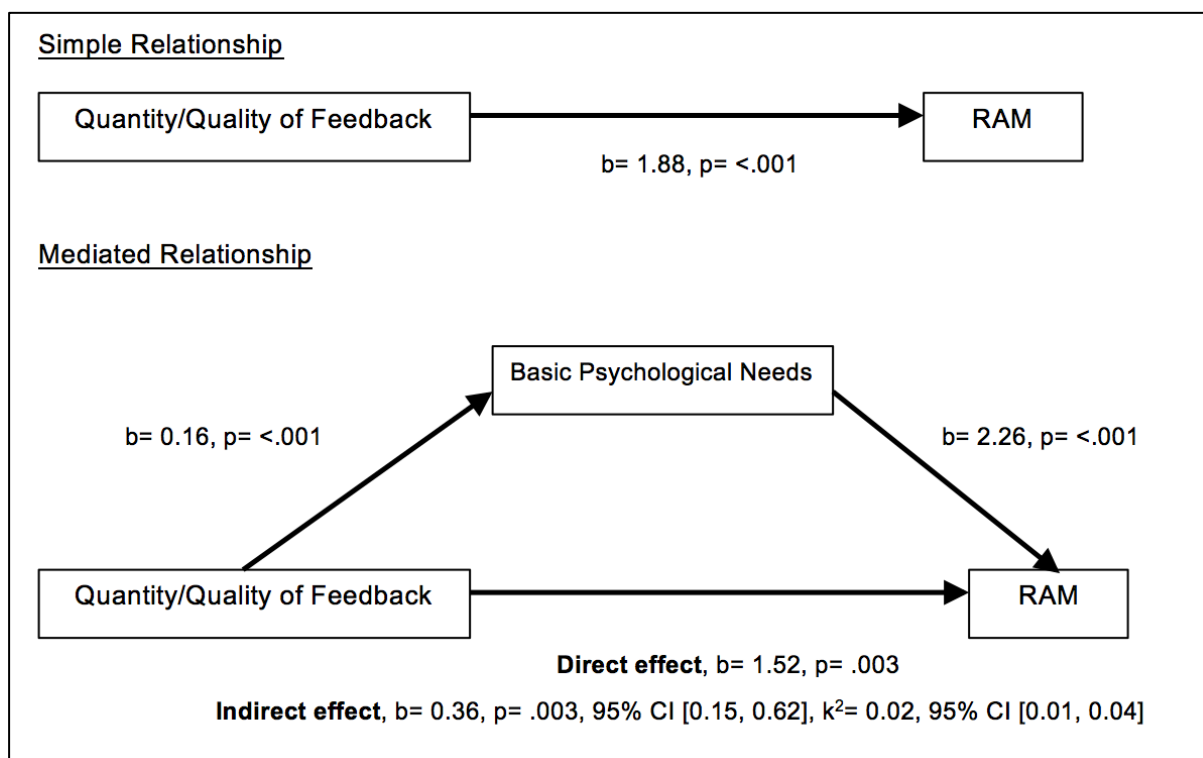 Simple Relationship
Quantity/Quality of Feedback
RAM
b= 1.88, p= <.001
Mediated Relationship
Basic Psychological Needs
b= 0.16, p= <.001
b= 2.26, p= <.001
Quantity/Quality of Feedback
RAM
Direct effect, b= 1.52, p= .003
Indirect effect, b= 0.36, p= .003, 95% CI [0.15, 0.62], k²= 0.02, 95% CI [0.01, 0.04]